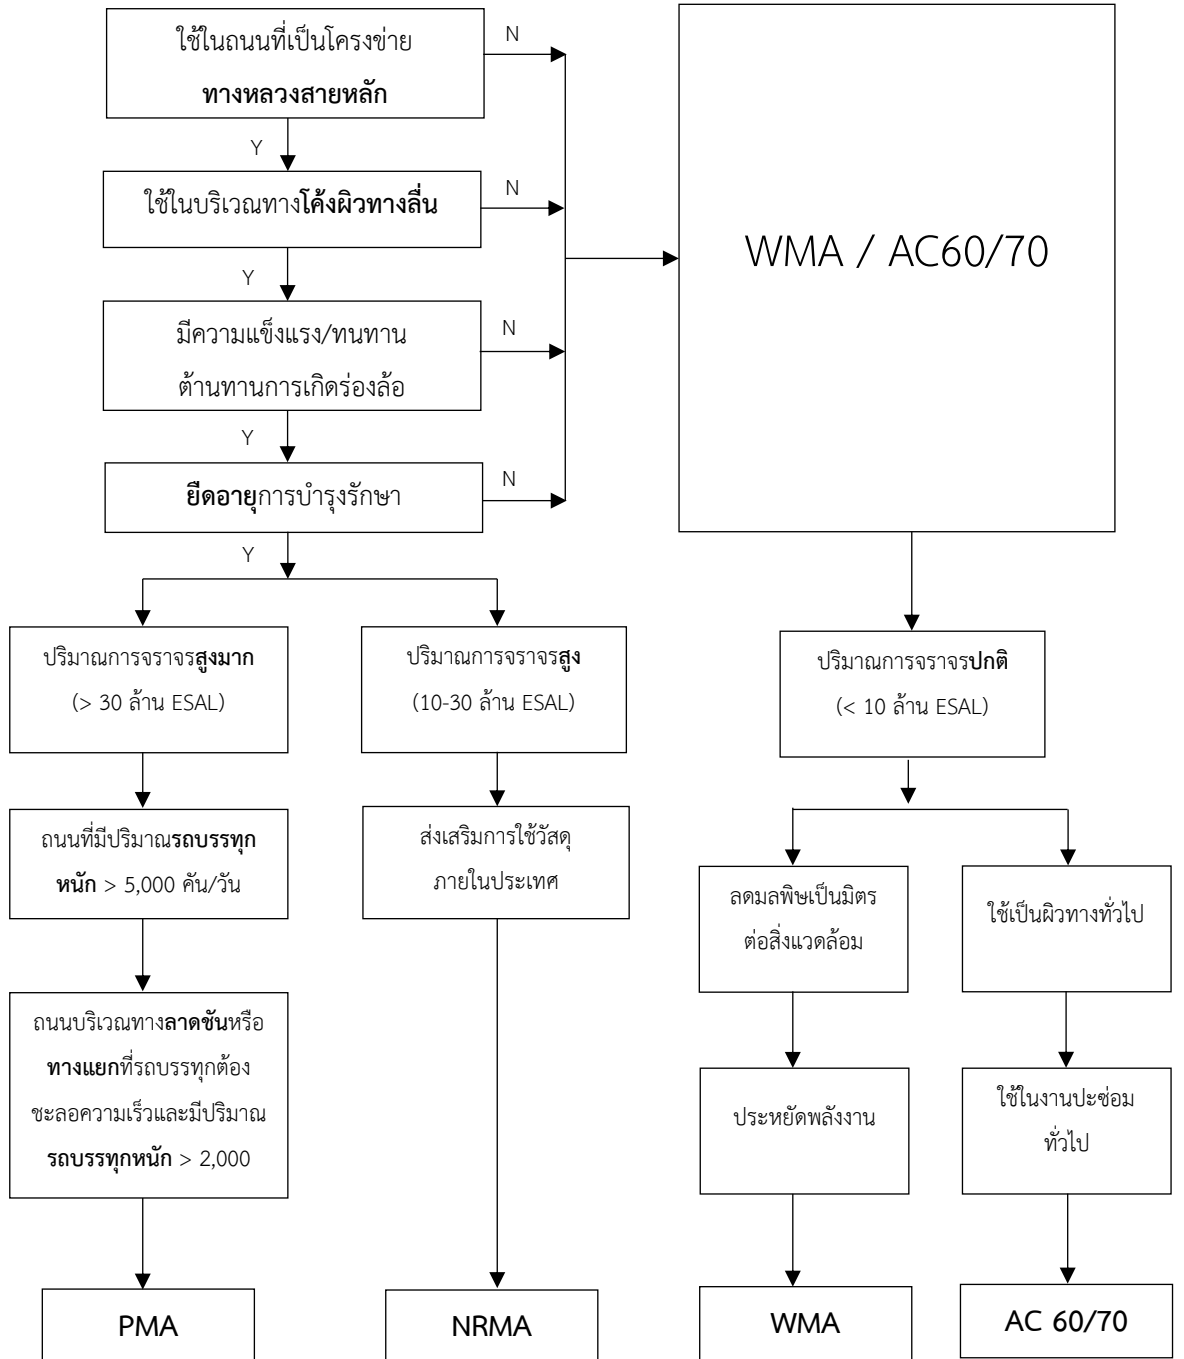 ใช้ในถนนที่เป็นโครงข่าย
ทางหลวงสายหลัก
N
Y
ใช้ในบริเวณทางโค้งผิวทางลื่น
N
Y
มีความแข็งแรง/ทนทาน
ต้านทานการเกิดร่องล้อ
N
Y
ยืดอายุการบำรุงรักษา
N
Y
WMA / AC60/70
ปริมาณการจราจรสูงมาก
(> 30 ล้าน ESAL)
ปริมาณการจราจรสูง
(10-30 ล้าน ESAL)
ปริมาณการจราจรปกติ
(< 10 ล้าน ESAL)
ถนนที่มีปริมาณรถบรรทุก
หนัก > 5,000 คัน/วัน
ส่งเสริมการใช้วัสดุ
ภายในประเทศ
ลดมลพิษเป็นมิตร
ต่อสิ่งแวดล้อม
ใช้เป็นผิวทางทั่วไป
ถนนบริเวณทางลาดชันหรือ
ทางแยกที่รถบรรทุกต้อง
ชะลอความเร็วและมีปริมาณ
รถบรรทุกหนัก > 2,000
ประหยัดพลังงาน
ใช้ในงานปะซ่อม
ทั่วไป
PMA
NRMA
WMA
AC 60/70